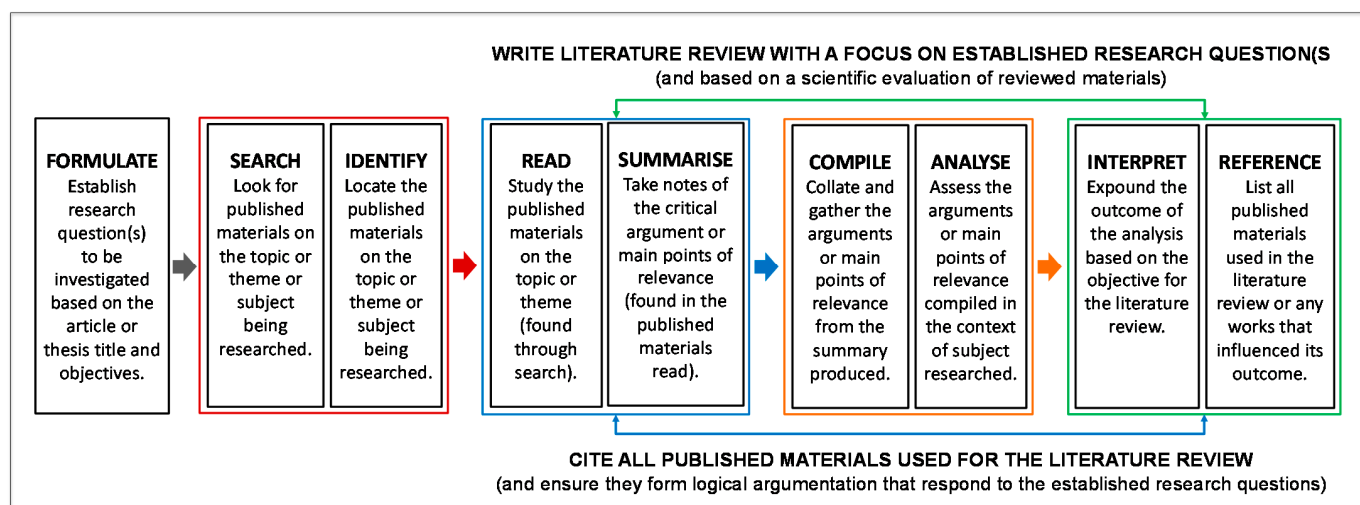 WRITE LITERATURE REVIEW WITH A FOCUS ON ESTABLISHED RESEARCH QUESTION(S
(and based on a scientific evaluation of reviewed materials)
FORMULATE
Establish
research
question(s)
to be
investigated
based on the
article or
thesis title and
objectives.
SEARCH
Look for
published
materials on
the topic or
theme or
subject being
researched.
IDENTIFY
Locate the
published
materials
on the
topic or
theme or
subject
being
researched.
READ
Study the
published
materials
on the
topic or
theme
(found
through
search).
SUMMARISE
Take notes of
the critical
argument or
main points of
relevance
(found in the
published
materials
read).
COMPILE
Collate and
gather the
arguments
or main
points of
relevance
from the
summary
produced.
ANALYSE
Assess the
arguments
or main
points of
relevance
compiled in
the context
of subject
researched.
INTERPRET
Expound the
outcome of
the analysis
based on the
objective for
the literature
review.
REFERENCE
List all
published
materials
used in the
literature
review or any
works that
influenced its
outcome.
CITE ALL PUBLISHED MATERIALS USED FOR THE LITERATURE REVIEW
(and ensure they form logical argumentation that respond to the established research questions)